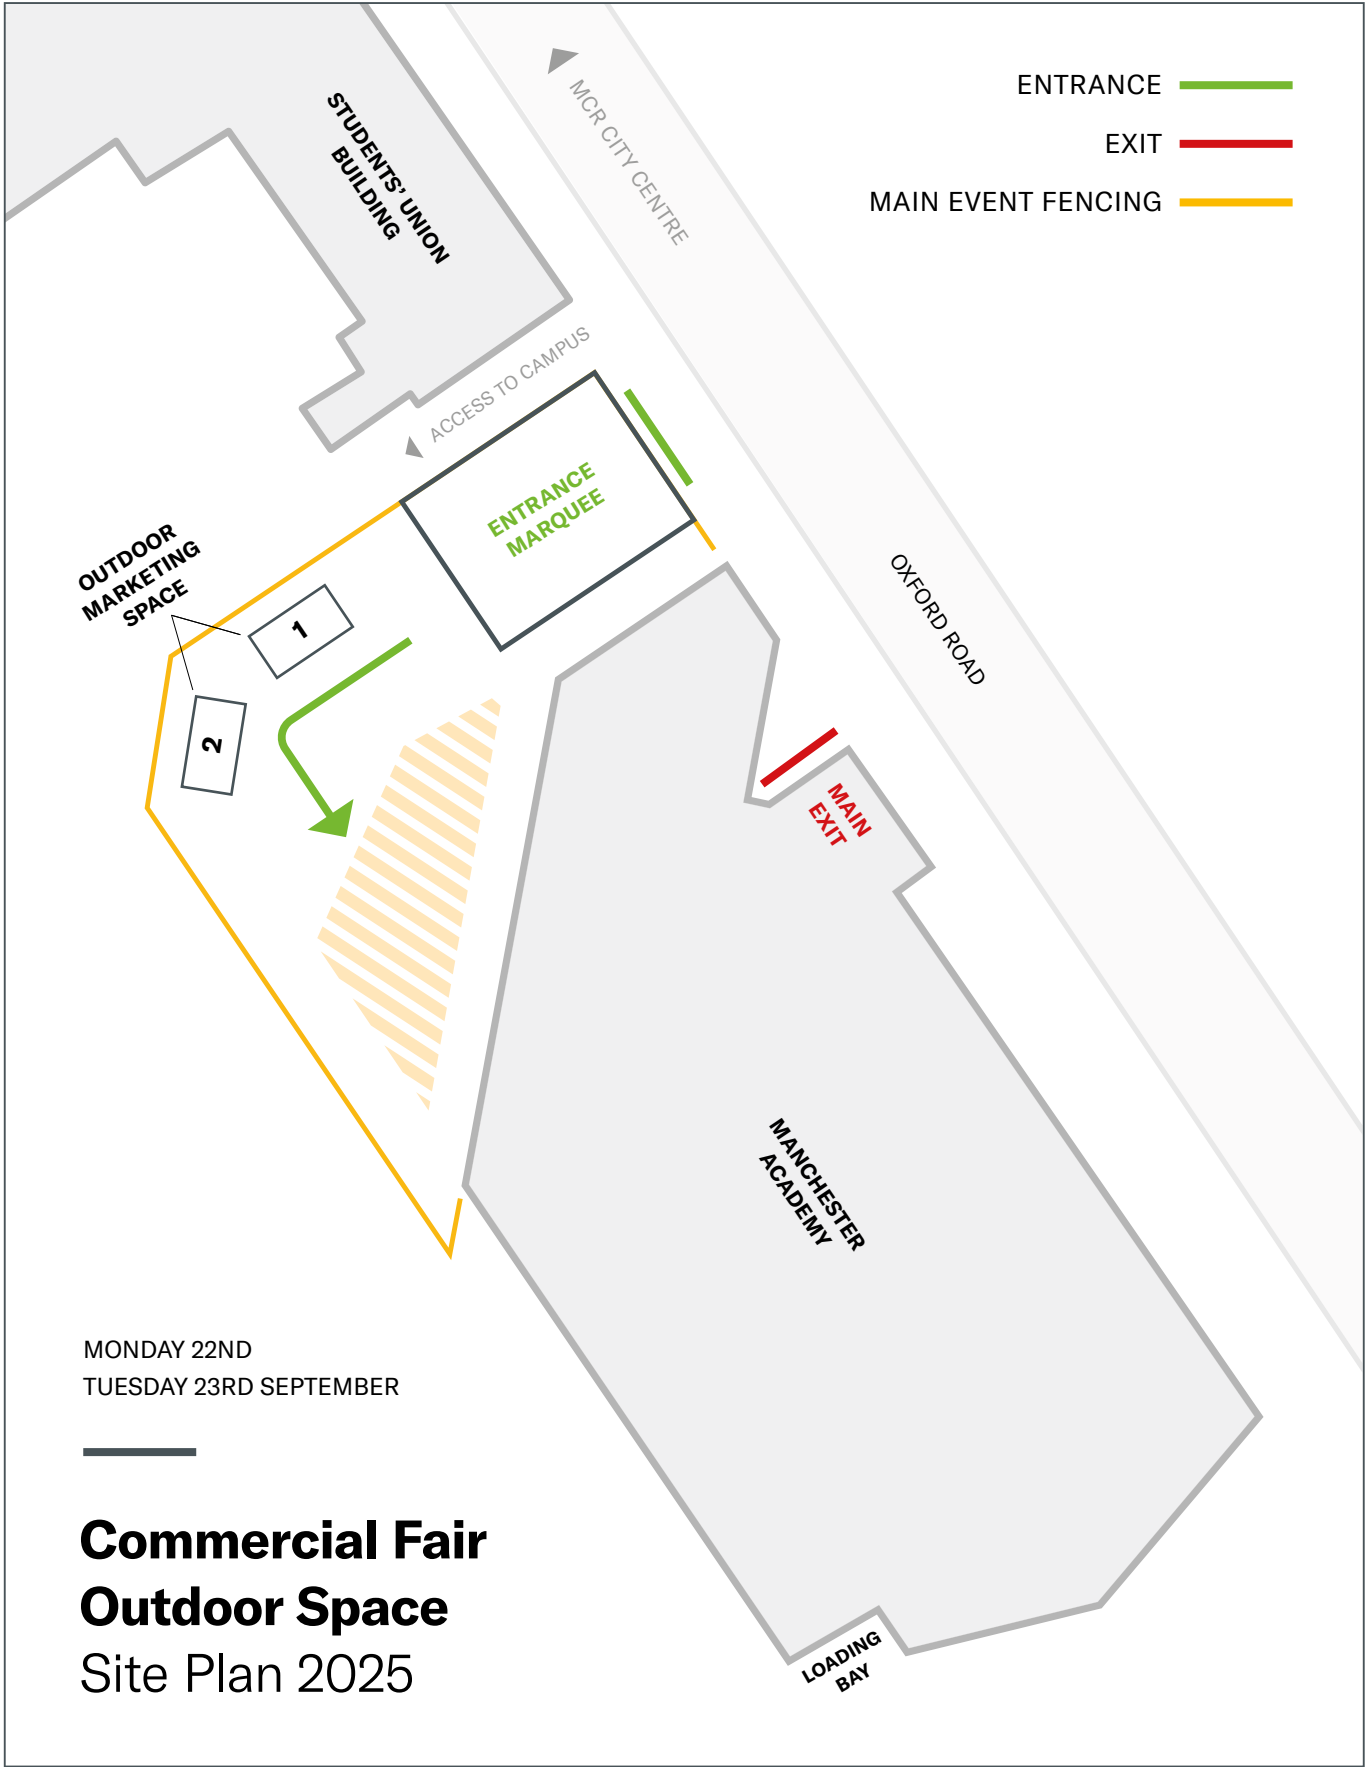 ENTRANCE
EXIT
MAIN EVENT FENCING
MCR CITY CENTRE
STUDENTS' UNION
BUILDING
ACCESS TO CAMPUS
ENTRANCE
MARQUEE
OUTDOOR
MARKETING
SPACE
1
2
OXFORD ROAD
MAIN
EXIT
MANCHESTER
ACADEMY
LOADING
BAY
MONDAY 22ND
TUESDAY 23RD SEPTEMBER
Commercial Fair
Outdoor Space
Site Plan 2025